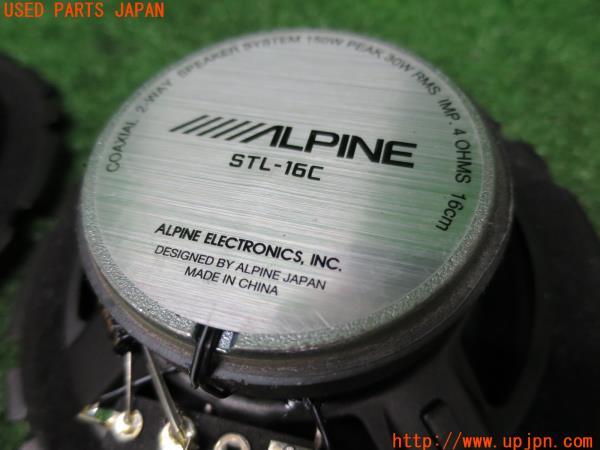 USED PARTS JAPAN
COAXIAL 2-WAY SPEAKER SYSTEM 150W PEAK 30W RMS IMP. 4 OHMS 16cm
ALPINE
STL-16C
ALPINE ELECTRONICS, INC.
DESIGNED BY ALPINE JAPAN
MADE IN CHINA
http://www.upjpn.com/